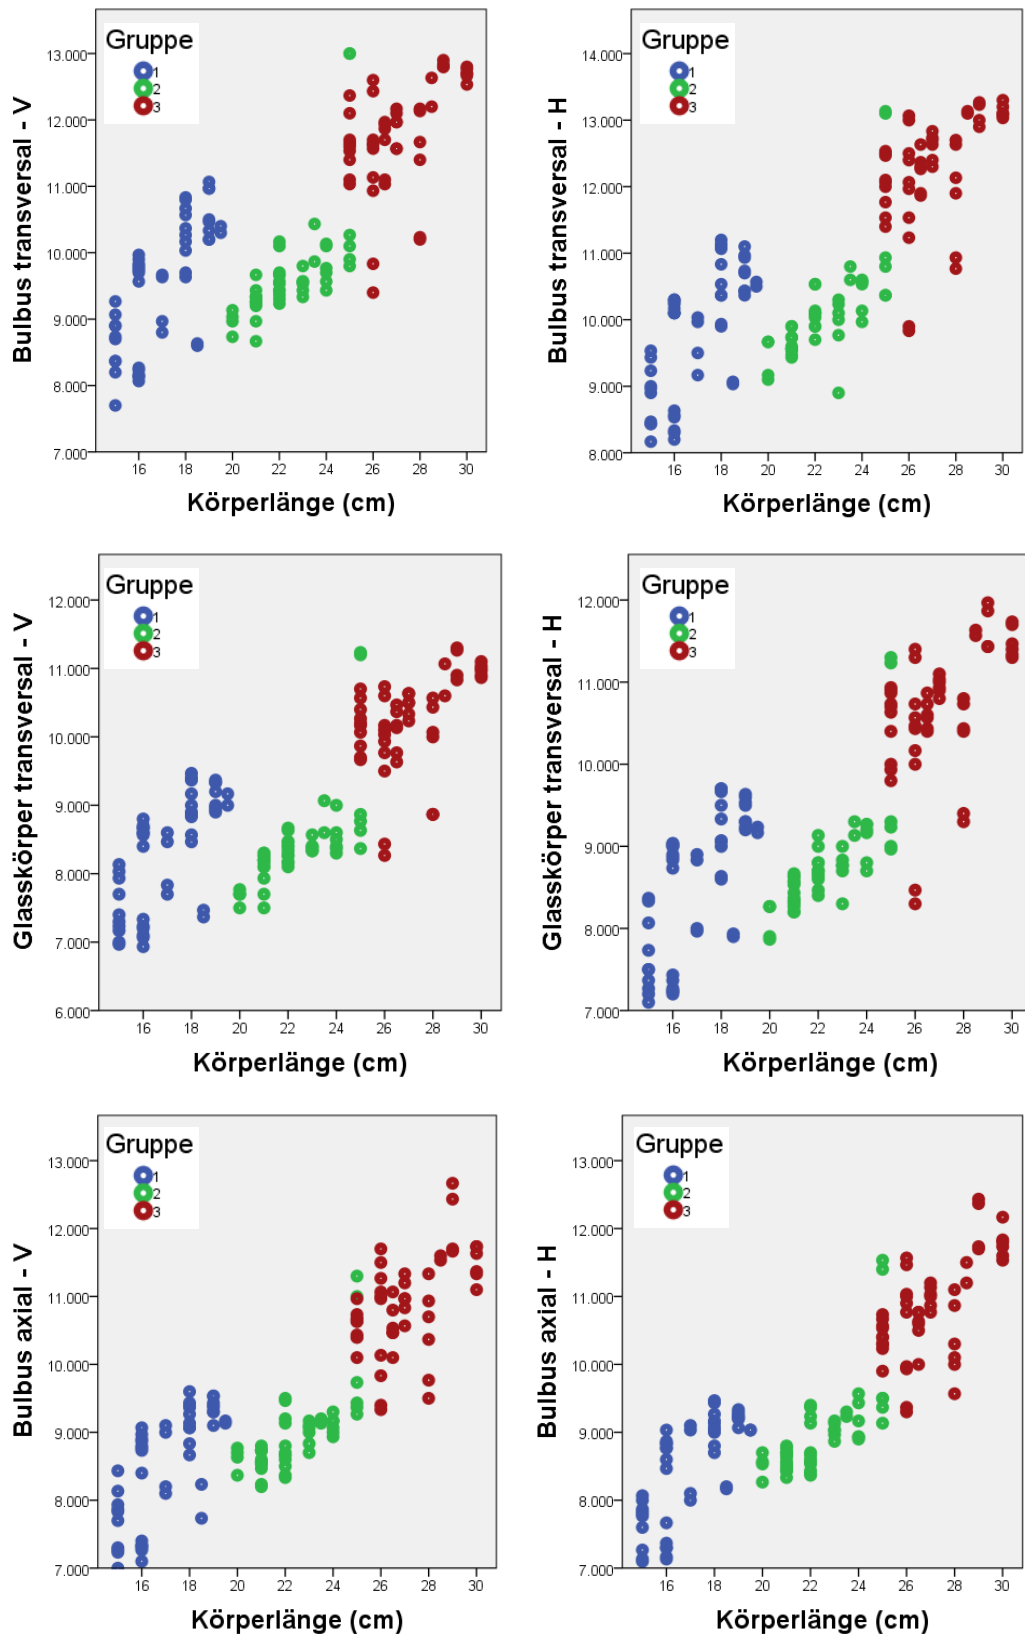 Gruppe
1
2
3
13.000
12.000
11.000
10.000
9.000
8.000
7.000
16 18 20 22 24 26 28 30
Bulbus transversal - V
Körperlänge (cm)
Gruppe
1
2
3
14.000
13.000
12.000
11.000
10.000
9.000
8.000
16 18 20 22 24 26 28 30
Bulbus transversal - H
Körperlänge (cm)
Gruppe
1
2
3
12.000
11.000
10.000
9.000
8.000
7.000
6.000
16 18 20 22 24 26 28 30
Glasskörper transversal - V
Körperlänge (cm)
Gruppe
1
2
3
12.000
11.000
10.000
9.000
8.000
7.000
16 18 20 22 24 26 28 30
Glasskörper transversal - H
Körperlänge (cm)
Gruppe
1
2
3
13.000
12.000
11.000
10.000
9.000
8.000
7.000
16 18 20 22 24 26 28 30
Bulbus axial - V
Körperlänge (cm)
Gruppe
1
2
3
13.000
12.000
11.000
10.000
9.000
8.000
7.000
16 18 20 22 24 26 28 30
Bulbus axial - H
Körperlänge (cm)